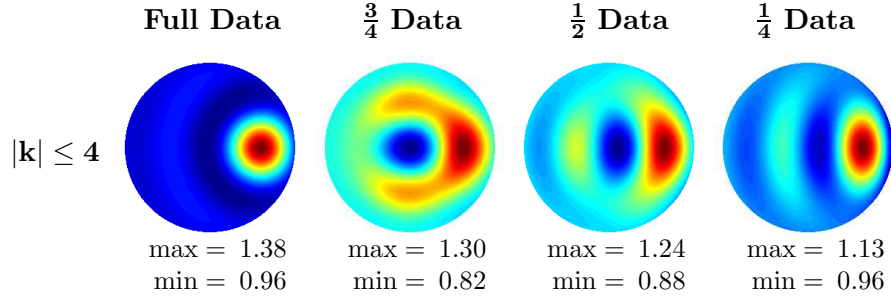 Full Data 3/4 Data 1/2 Data 1/4 Data
|k| ≤ 4
max = 1.38 max = 1.30 max = 1.24 max = 1.13
min = 0.96 min = 0.82 min = 0.88 min = 0.96